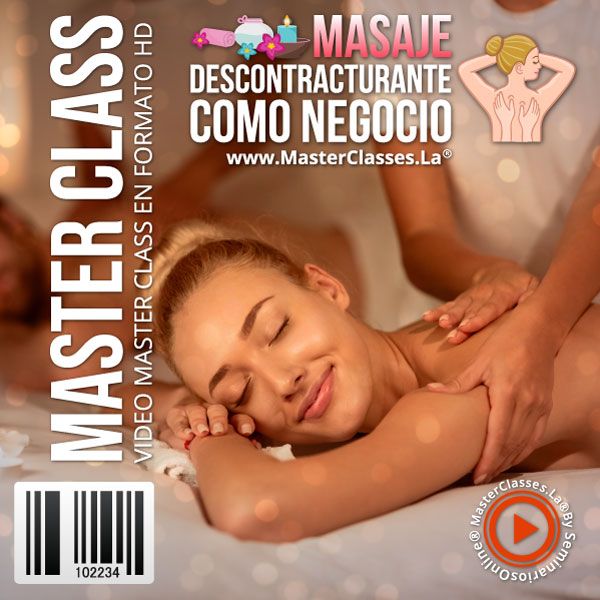 MASTER CLASS
VIDEO MASTER CLASS EN FORMATO HD
MASAJE
DESCONTRACTURANTE
COMO NEGOCIO
www.MasterClasses.La®
102234
MasterClasses.La® By SeminariosOnline®